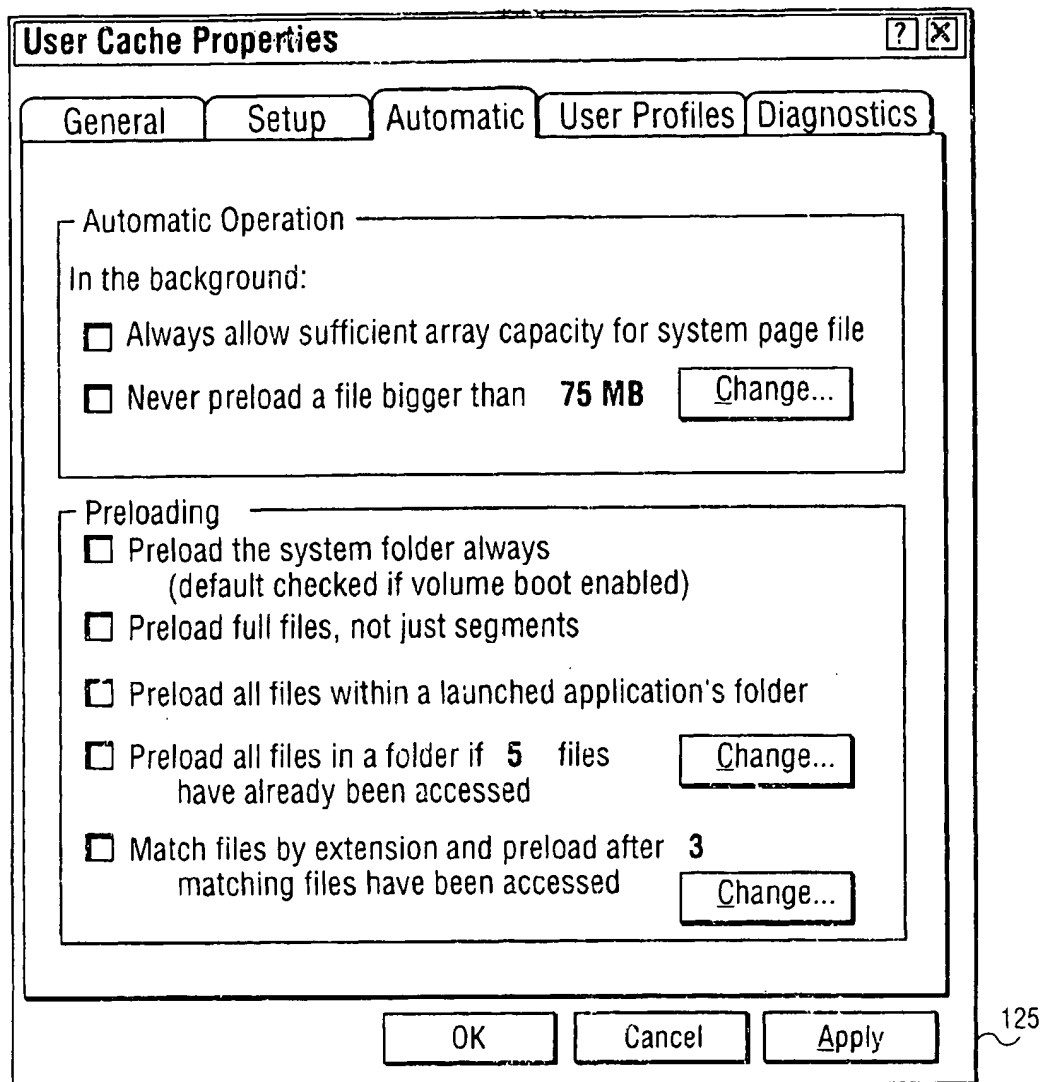 User Cache Properties ? X
General Setup Automatic User Profiles Diagnostics
Automatic Operation
In the background:
Always allow sufficient array capacity for system page file
Never preload a file bigger than 75 MB Change...
Preloading
Preload the system folder always
(default checked if volume boot enabled)
Preload full files, not just segments
Preload all files within a launched application's folder
Preload all files in a folder if 5 files Change...
have already been accessed
Match files by extension and preload after 3
matching files have been accessed Change...
OK Cancel Apply
125